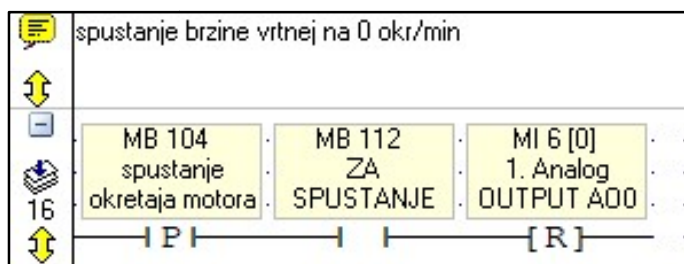 spustanje brzine vrtnej na 0 okr/min
MB 104
spustanje
okretaja motora
MB 112
ZA
SPUSTANJE
MI 6 [0]
1. Analog
OUTPUT AO0
16
P
[ R ]